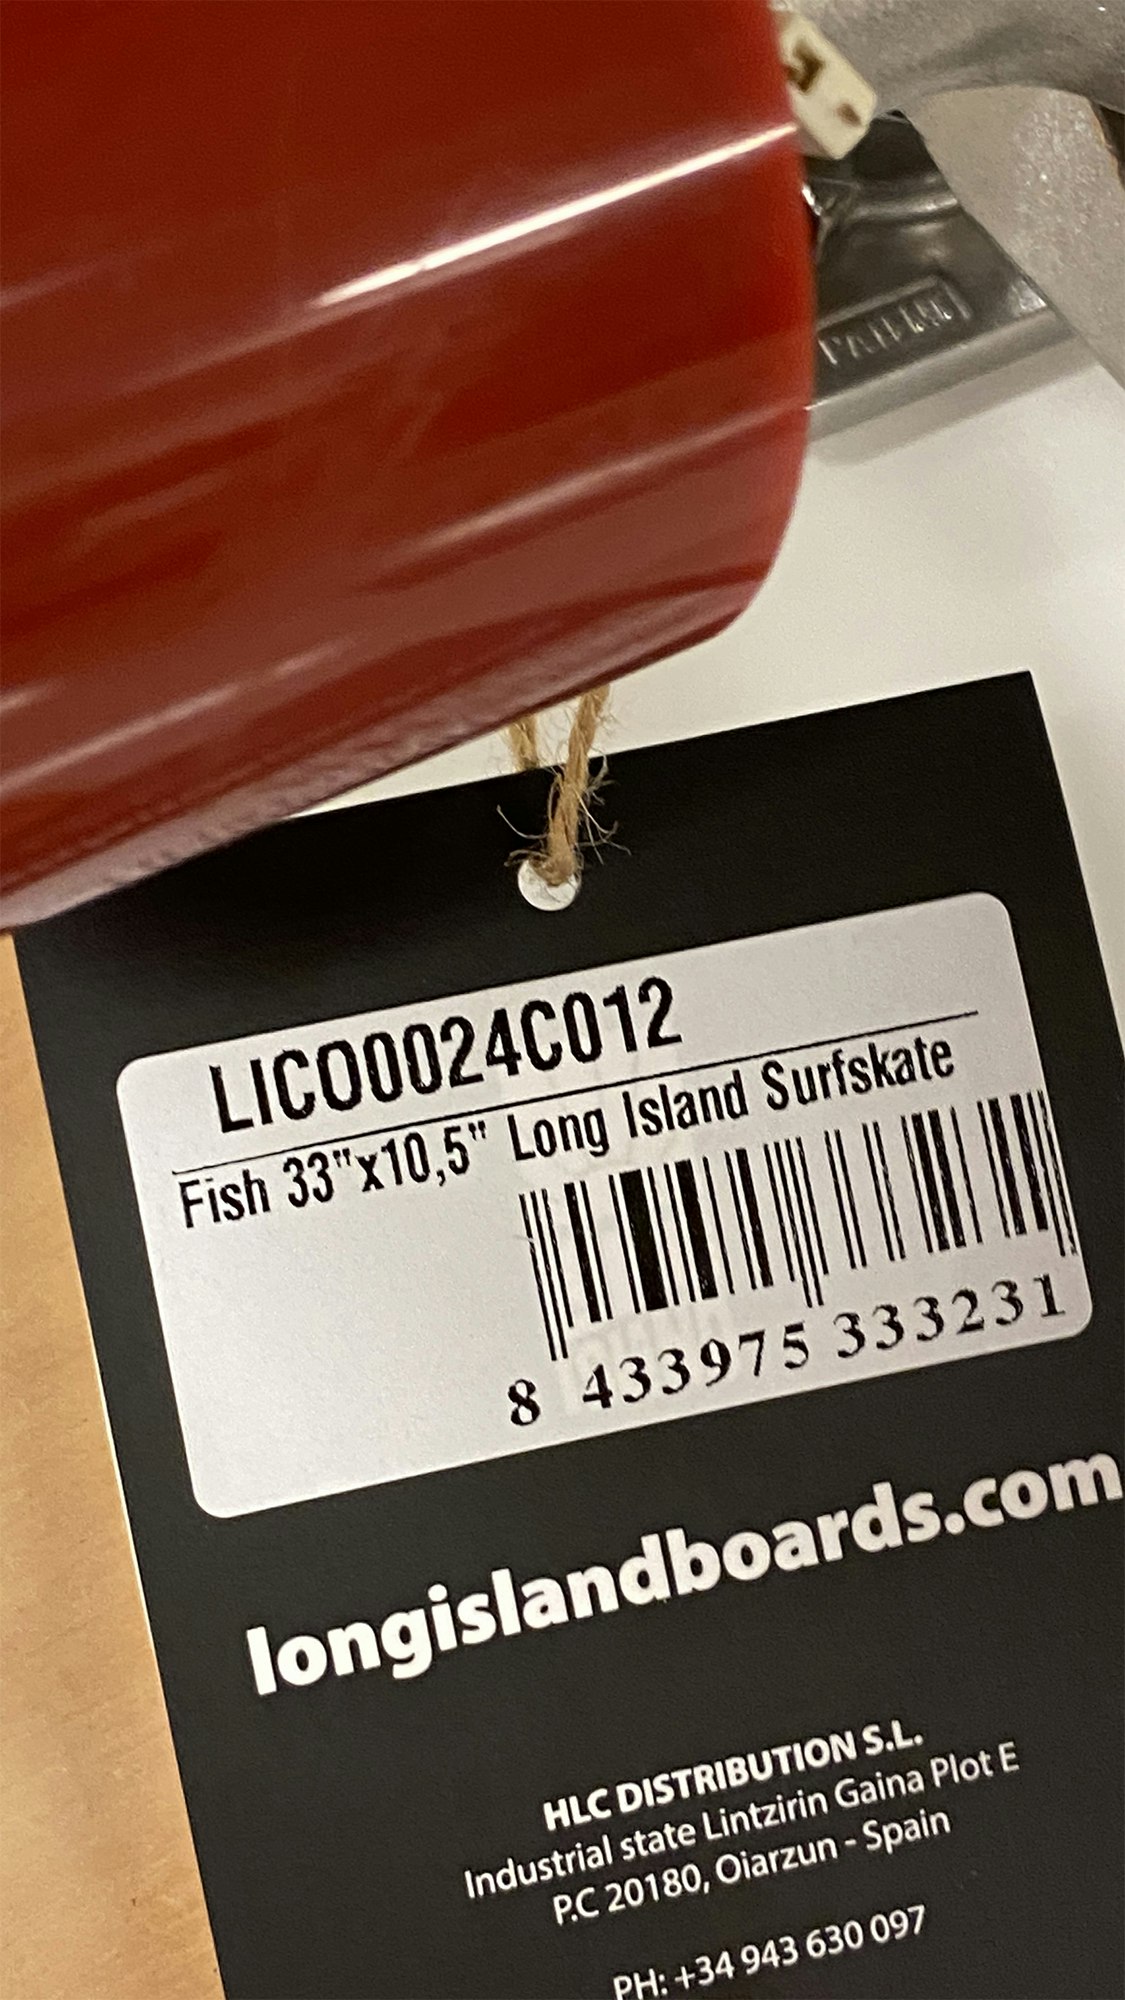 LICO0024C012
Fish 33"x10,5" Long Island Surfskate
8 433975 333231
longislandboards.com
HLC DISTRIBUTION S.L.
Industrial state Lintzirin Gaina Plot E
P.C 20180, Oiarzun - Spain
PH: +34 943 630 097